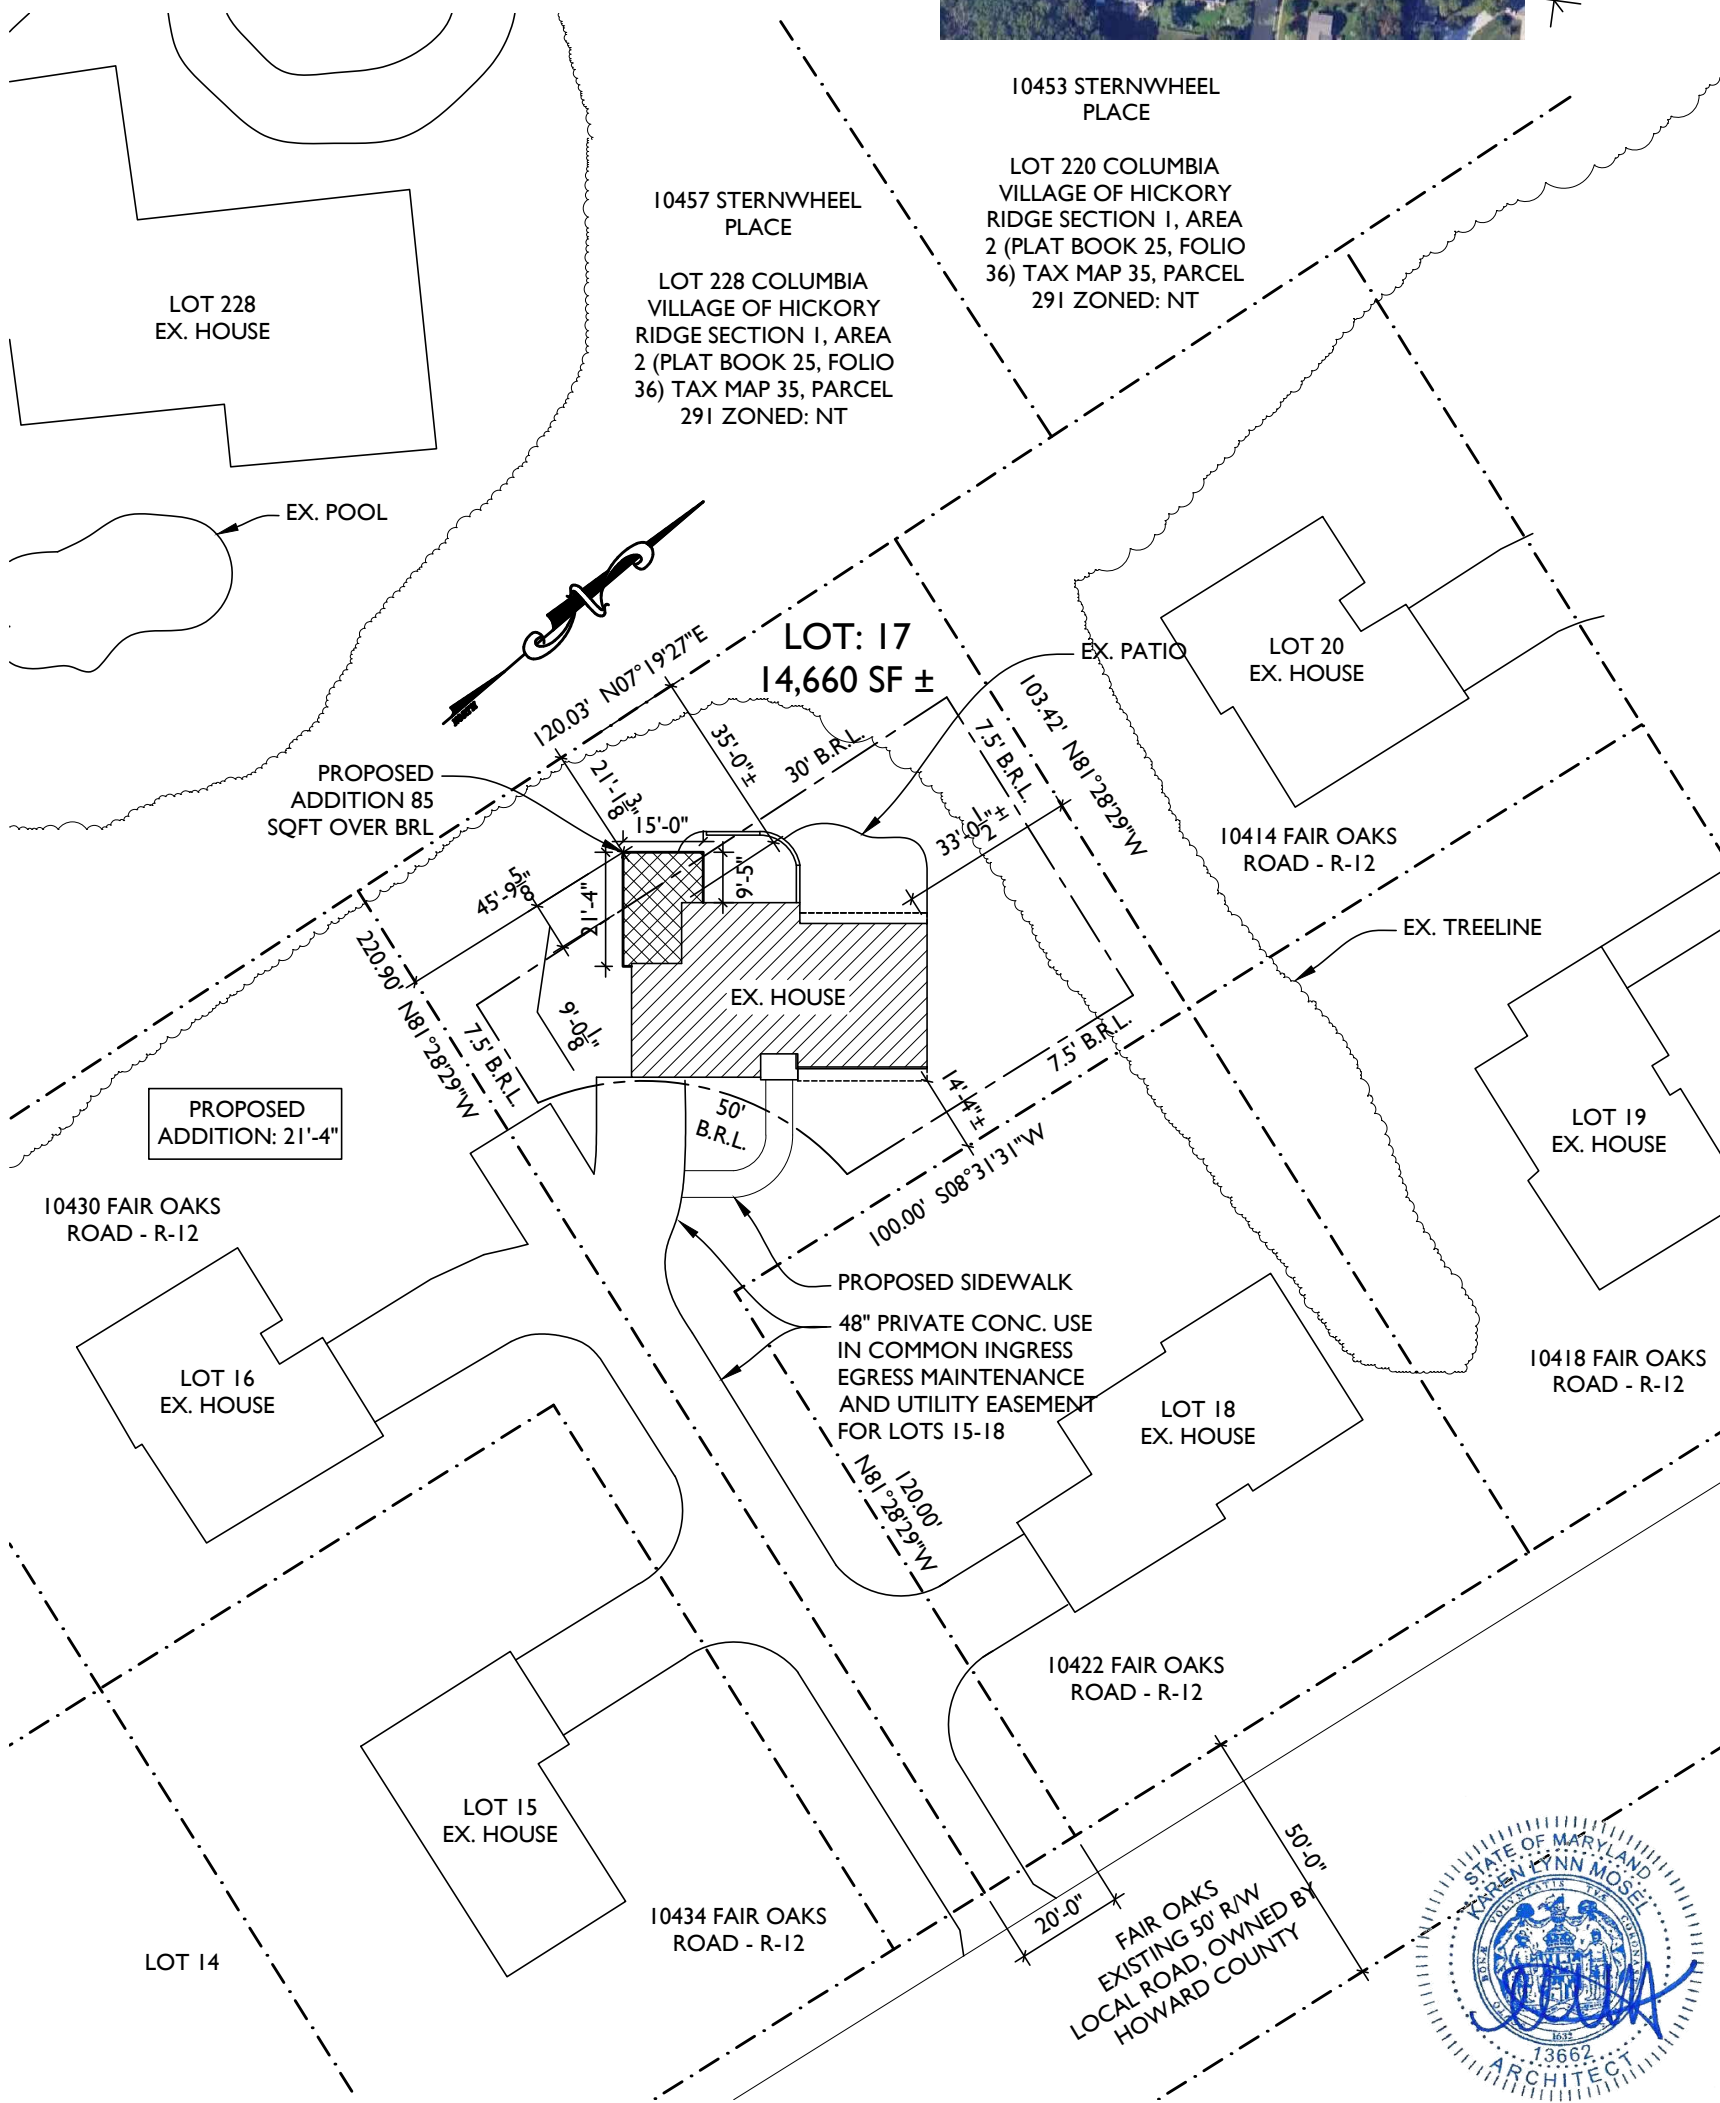 10453 STERNWHEEL
PLACE
LOT 220 COLUMBIA
VILLAGE OF HICKORY
RIDGE SECTION 1, AREA
2 (PLAT BOOK 25, FOLIO
36) TAX MAP 35, PARCEL
291 ZONED: NT
10457 STERNWHEEL
PLACE
LOT 228 COLUMBIA
VILLAGE OF HICKORY
RIDGE SECTION 1, AREA
2 (PLAT BOOK 25, FOLIO
36) TAX MAP 35, PARCEL
291 ZONED: NT
LOT 228
EX. HOUSE
EX. POOL
LOT: 17
14,660 SF ±
EX. PATIO
LOT 20
EX. HOUSE
120.03' N07°19'27"E
103.42' N81°28'29"W
35'-0"±
30' B.R.L.
7.5' B.R.L.
21'-1 3/8"
15'-0"
33'-0 1/2"±
PROPOSED
ADDITION 85
SQFT OVER BRL
10414 FAIR OAKS
ROAD - R-12
45'-9 5/8"
21'-4"
9'-5"
EX. TREELINE
220.90' N81°28'29"W
7.5' B.R.L.
9'-0 1/8"
EX. HOUSE
7.5' B.R.L.
14'-4"±
50'
B.R.L.
PROPOSED
ADDITION: 21'-4"
LOT 19
EX. HOUSE
100.00' S08°31'31"W
10430 FAIR OAKS
ROAD - R-12
PROPOSED SIDEWALK
48" PRIVATE CONC. USE
IN COMMON INGRESS
EGRESS MAINTENANCE
AND UTILITY EASEMENT
FOR LOTS 15-18
10418 FAIR OAKS
ROAD - R-12
LOT 16
EX. HOUSE
LOT 18
EX. HOUSE
120.00'
N81°28'29"W
10422 FAIR OAKS
ROAD - R-12
LOT 15
EX. HOUSE
10434 FAIR OAKS
ROAD - R-12
LOT 14
20'-0"
50'-0"
FAIR OAKS
EXISTING 50' R/W
LOCAL ROAD, OWNED BY
HOWARD COUNTY
STATE OF MARYLAND
KAREN LYNN MOSEL
1632
13662
ARCHITECT